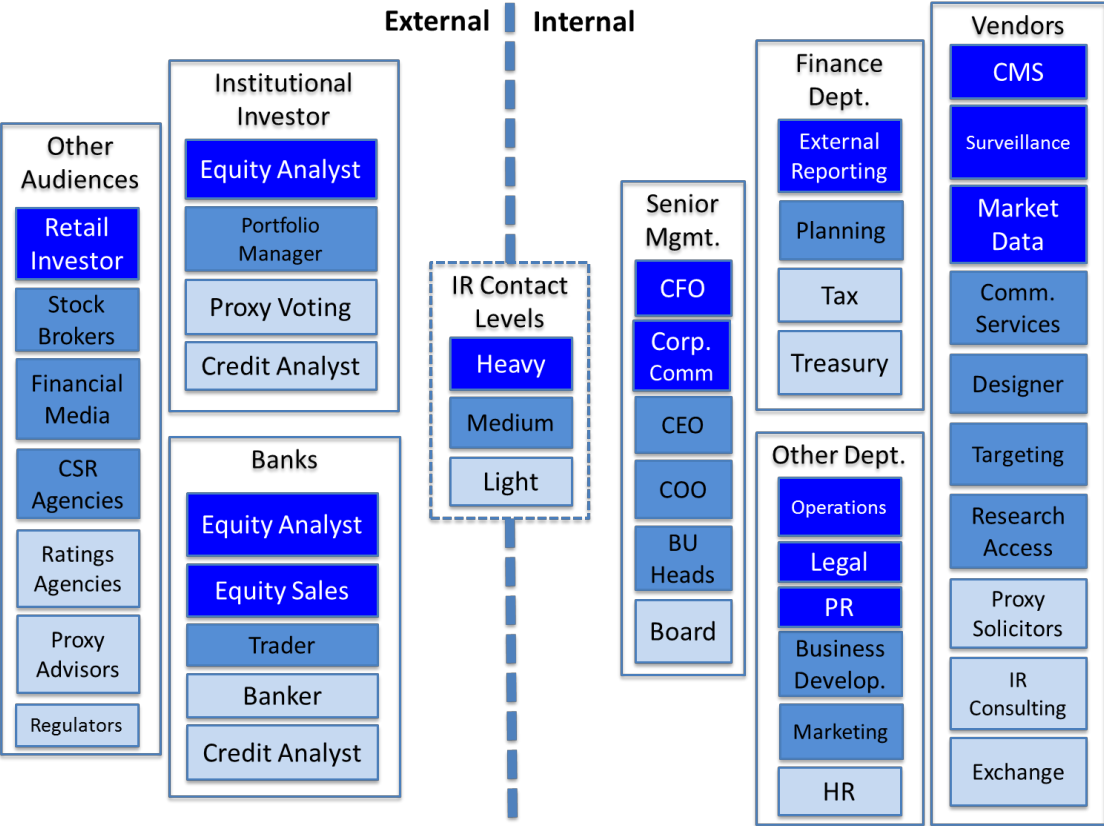 External
Internal
Other
Audiences
Retail
Investor
Stock
Brokers
Financial
Media
CSR
Agencies
Ratings
Agencies
Proxy
Advisors
Regulators
Institutional
Investor
Equity Analyst
Portfolio
Manager
Proxy Voting
Credit Analyst
Banks
Equity Analyst
Equity Sales
Trader
Banker
Credit Analyst
IR Contact
Levels
Heavy
Medium
Light
Senior
Mgmt.
CFO
Corp.
Comm
CEO
COO
BU
Heads
Board
Finance
Dept.
External
Reporting
Planning
Tax
Treasury
Other Dept.
Operations
Legal
PR
Business
Develop.
Marketing
HR
Vendors
CMS
Surveillance
Market
Data
Comm.
Services
Designer
Targeting
Research
Access
Proxy
Solicitors
IR
Consulting
Exchange